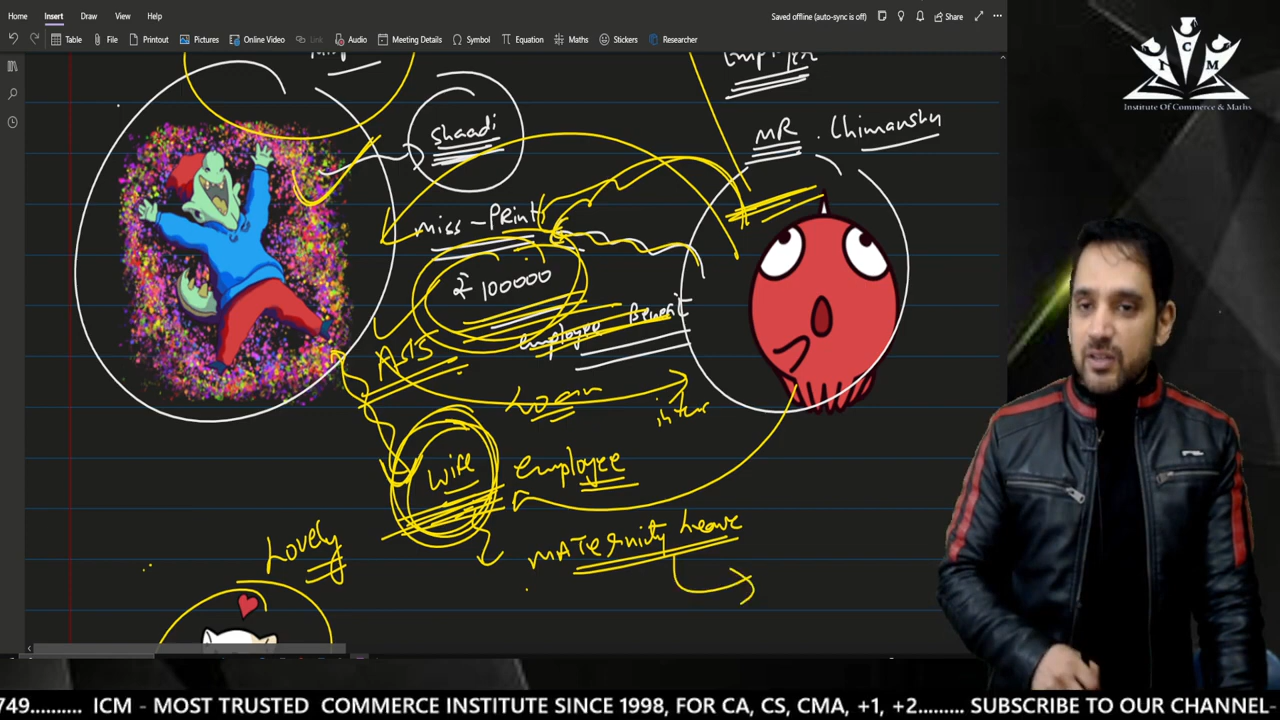 Home Insert Draw View Help
Saved offline (auto-sync is off) Share
Table File Printout Pictures Online Video Link Audio Meeting Details Symbol Equation Maths Stickers Researcher
I C M
Institute Of Commerce & Maths
Employer
MR. Chimanshu
Shaadi
Miss-Print
₹ 100000
employee Benefit
Asis
Loan
Wife employee
MATernity Leave
Lovely
749.......... ICM - MOST TRUSTED COMMERCE INSTITUTE SINCE 1998, FOR CA, CS, CMA, +1, +2........ SUBSCRIBE TO OUR CHANNEL-